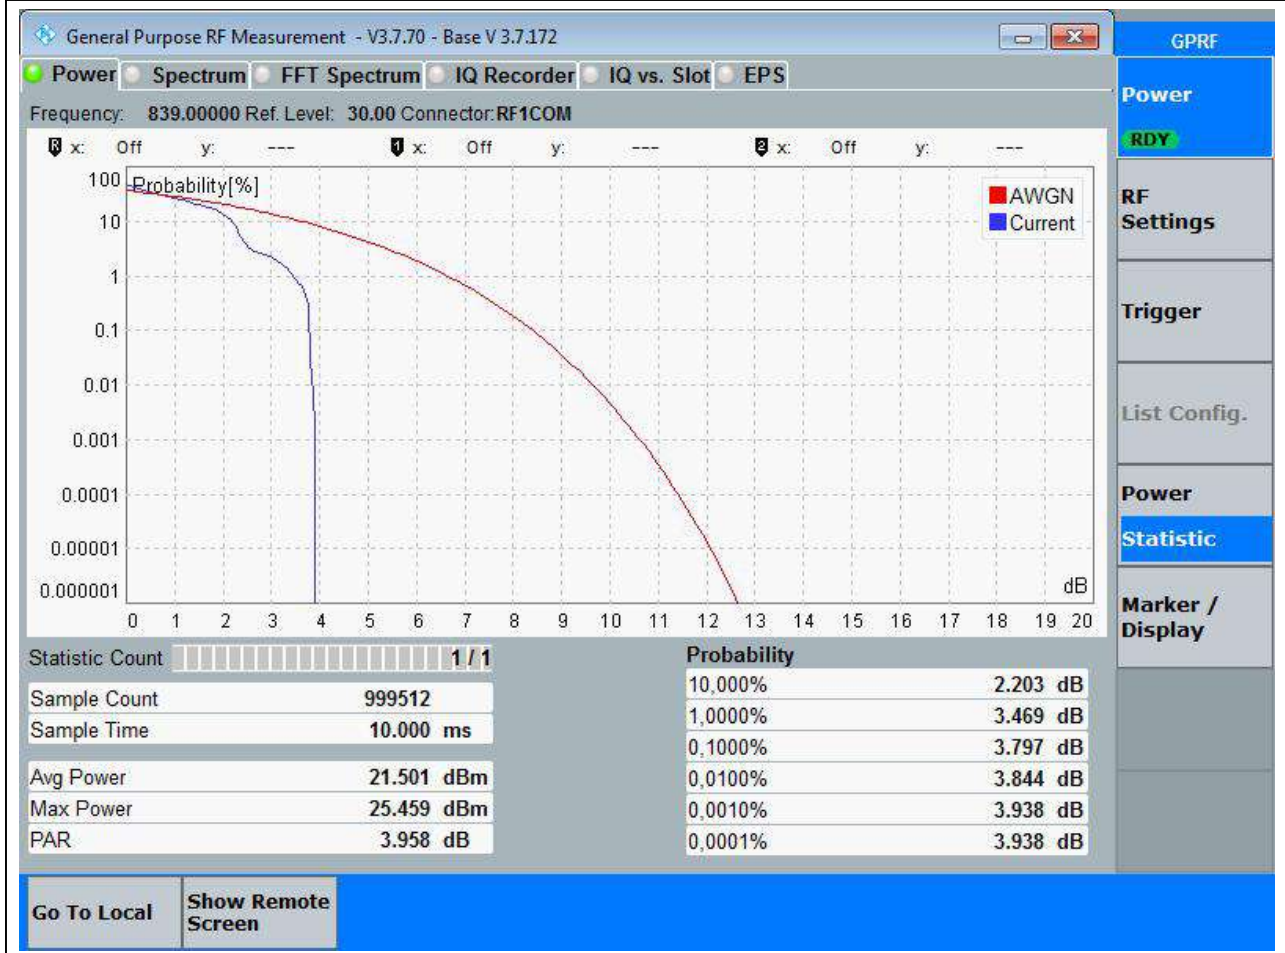 General Purpose RF Measurement - V3.7.70 - Base V 3.7.172
GPRF
Power Spectrum FFT Spectrum IQ Recorder IQ vs. Slot EPS
Frequency: 839.00000 Ref. Level: 30.00 Connector:RF1COM
R x: Off y: --- 1 x: Off y: --- 2 x: Off y: ---
Probability[%]
AWGN
Current
100
10
1
0.1
0.01
0.001
0.0001
0.00001
0.000001
dB
0 1 2 3 4 5 6 7 8 9 10 11 12 13 14 15 16 17 18 19 20
Statistic Count 1 / 1
Sample Count 999512
Sample Time 10.000 ms
Avg Power 21.501 dBm
Max Power 25.459 dBm
PAR 3.958 dB
Probability
10,000% 2.203 dB
1,0000% 3.469 dB
0,1000% 3.797 dB
0,0100% 3.844 dB
0,0010% 3.938 dB
0,0001% 3.938 dB
Power
RDY
RF
Settings
Trigger
List Config.
Power
Statistic
Marker /
Display
Go To Local
Show Remote
Screen